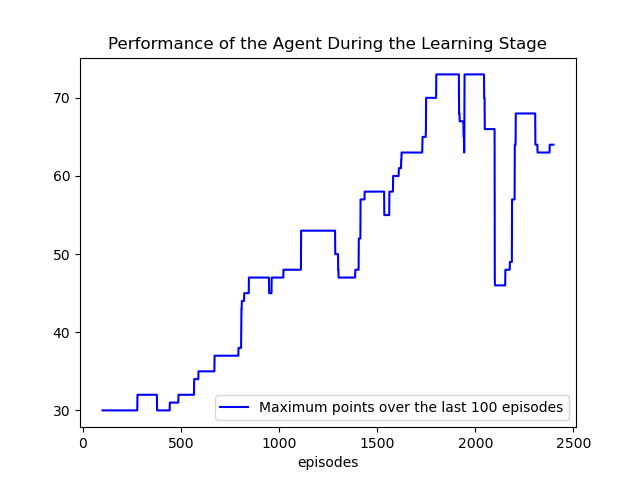 Performance of the Agent During the Learning Stage
70
60
50
40
30
Maximum points over the last 100 episodes
0 500 1000 1500 2000 2500
episodes